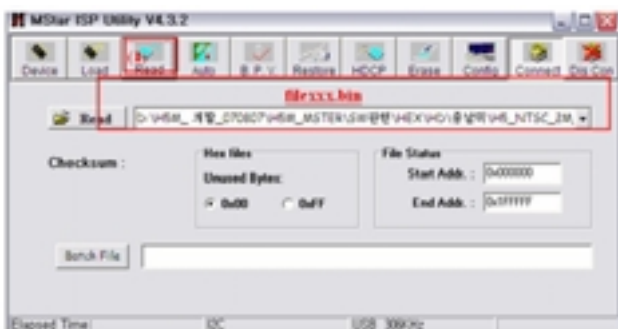 MStar ISP Utility V4.3.2
Device Load Read Auto B.P.V. Restore HDCP Erase Config Connect Dis Con
filexxx.bin
Read
Checksum :
Hex files
Unused Bytes:
0x00 0xFF
File Status
Start Addr. : 0x000000
End Addr. : 0x1FFFFF
Batch File
Elapsed Time: I2C USB